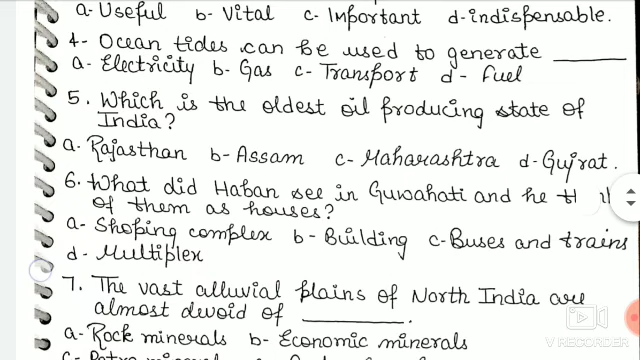 a- Useful b- Vital c- Important d- indispensable.
4- Ocean tides can be used to generate ______
a- Electricity b- Gas c- Transport d- Fuel
5. Which is the oldest oil producing state of
India?
a- Rajasthan b- Assam c- Maharashtra d- Gujrat.
6. What did Haban see in Guwahati and he
of them as houses?
a- Shoping complex b- Building c- Buses and trains
d- Multiplex
7. The vast alluvial plains of North India are
almost devoid of ______.
a- Rock minerals b- Economic minerals
V RECORDER